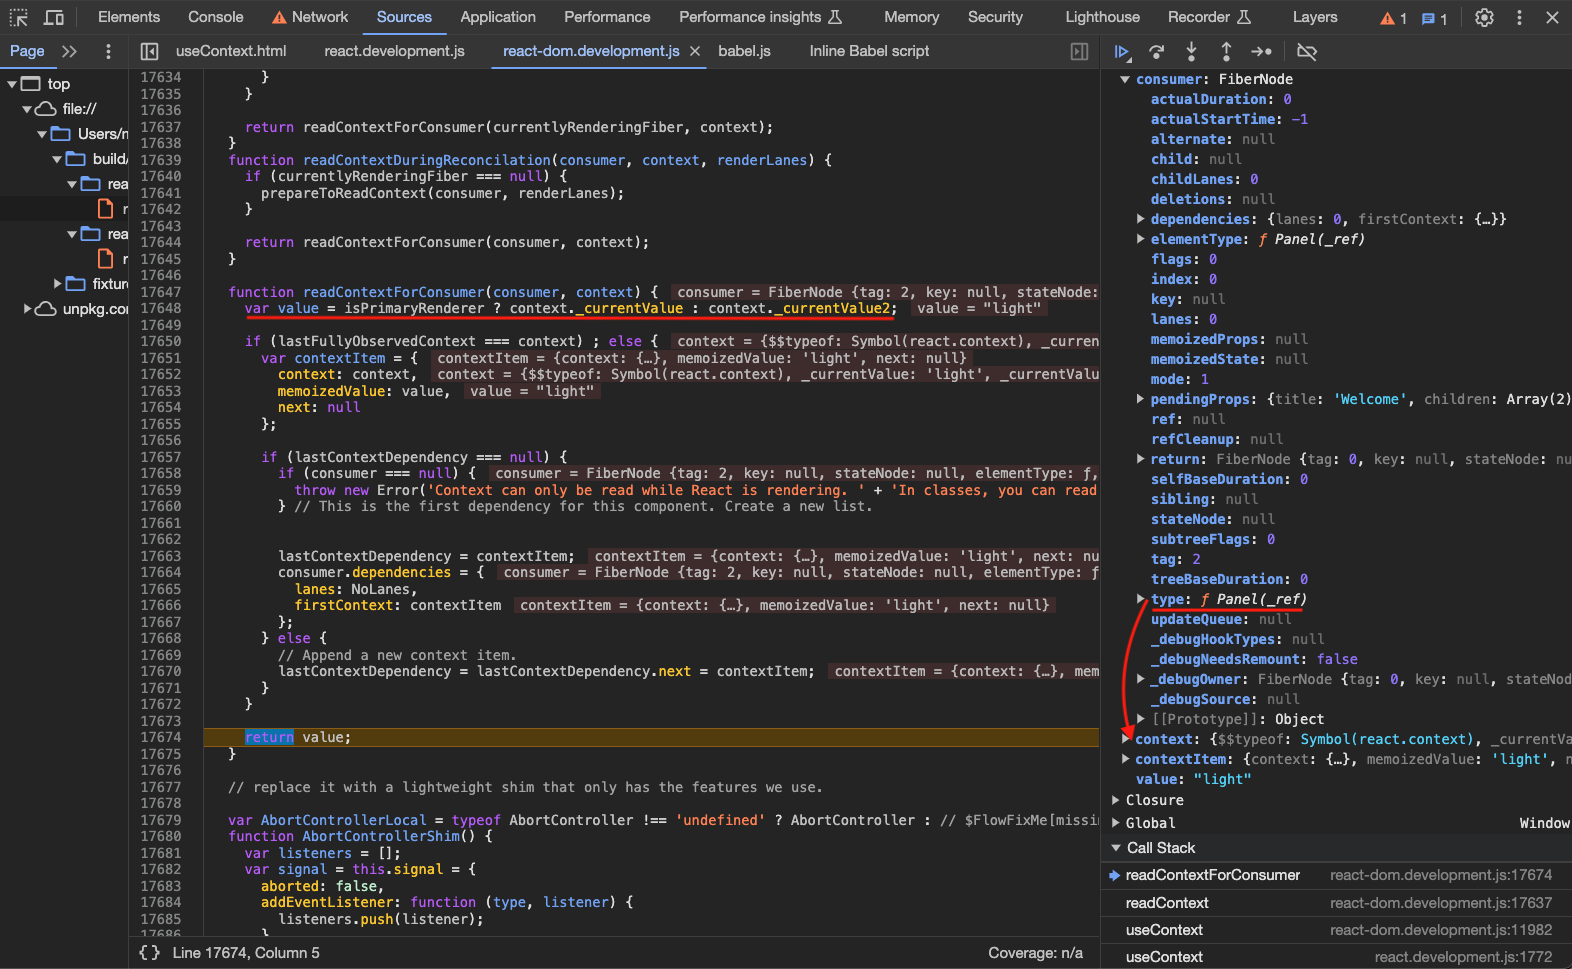 Elements Console Network Sources Application Performance Performance insights Memory Security Lighthouse Recorder Layers 1 1
Page
useContext.html react.development.js react-dom.development.js babel.js Inline Babel script
top
file://
Users/n
build/
rea
r
rea
r
fixture
unpkg.co
17634 }
17635 }
17636
17637 return readContextForConsumer(currentlyRenderingFiber, context);
17638 }
17639 function readContextDuringReconcilation(consumer, context, renderLanes) {
17640 if (currentlyRenderingFiber === null) {
17641 prepareToReadContext(consumer, renderLanes);
17642 }
17643
17644 return readContextForConsumer(consumer, context);
17645 }
17646
17647 function readContextForConsumer(consumer, context) { consumer = FiberNode {tag: 2, key: null, stateNode:
17648 var value = isPrimaryRenderer ? context._currentValue : context._currentValue2; value = "light"
17649
17650 if (lastFullyObservedContext === context) ; else { context = {$$typeof: Symbol(react.context), _curren
17651 var contextItem = { contextItem = {context: {…}, memoizedValue: 'light', next: null}
17652 context: context, context = {$$typeof: Symbol(react.context), _currentValue: 'light', _currentValu
17653 memoizedValue: value, value = "light"
17654 next: null
17655 };
17656
17657 if (lastContextDependency === null) {
17658 if (consumer === null) { consumer = FiberNode {tag: 2, key: null, stateNode: null, elementType: ƒ,
17659 throw new Error('Context can only be read while React is rendering. ' + 'In classes, you can read
17660 } // This is the first dependency for this component. Create a new list.
17661
17662
17663 lastContextDependency = contextItem; contextItem = {context: {…}, memoizedValue: 'light', next: nu
17664 consumer.dependencies = { consumer = FiberNode {tag: 2, key: null, stateNode: null, elementType: ƒ
17665 lanes: NoLanes,
17666 firstContext: contextItem contextItem = {context: {…}, memoizedValue: 'light', next: null}
17667 };
17668 } else {
17669 // Append a new context item.
17670 lastContextDependency = lastContextDependency.next = contextItem; contextItem = {context: {…}, mem
17671 }
17672 }
17673
17674 return value;
17675 }
17676
17677 // replace it with a lightweight shim that only has the features we use.
17678
17679 var AbortControllerLocal = typeof AbortController !== 'undefined' ? AbortController : // $FlowFixMe[missin
17680 function AbortControllerShim() {
17681 var listeners = [];
17682 var signal = this.signal = {
17683 aborted: false,
17684 addEventListener: function (type, listener) {
17685 listeners.push(listener);
17686 }
{} Line 17674, Column 5 Coverage: n/a
consumer: FiberNode
actualDuration: 0
actualStartTime: -1
alternate: null
child: null
childLanes: 0
deletions: null
dependencies: {lanes: 0, firstContext: {…}}
elementType: ƒ Panel(_ref)
flags: 0
index: 0
key: null
lanes: 0
memoizedProps: null
memoizedState: null
mode: 1
pendingProps: {title: 'Welcome', children: Array(2)
ref: null
refCleanup: null
return: FiberNode {tag: 0, key: null, stateNode: nu
selfBaseDuration: 0
sibling: null
stateNode: null
subtreeFlags: 0
tag: 2
treeBaseDuration: 0
type: ƒ Panel(_ref)
updateQueue: null
_debugHookTypes: null
_debugNeedsRemount: false
_debugOwner: FiberNode {tag: 0, key: null, stateNod
_debugSource: null
[[Prototype]]: Object
context: {$$typeof: Symbol(react.context), _currentVa
contextItem: {context: {…}, memoizedValue: 'light', n
value: "light"
Closure
Global Window
Call Stack
readContextForConsumer react-dom.development.js:17674
readContext react-dom.development.js:17637
useContext react-dom.development.js:11982
useContext react.development.js:1772